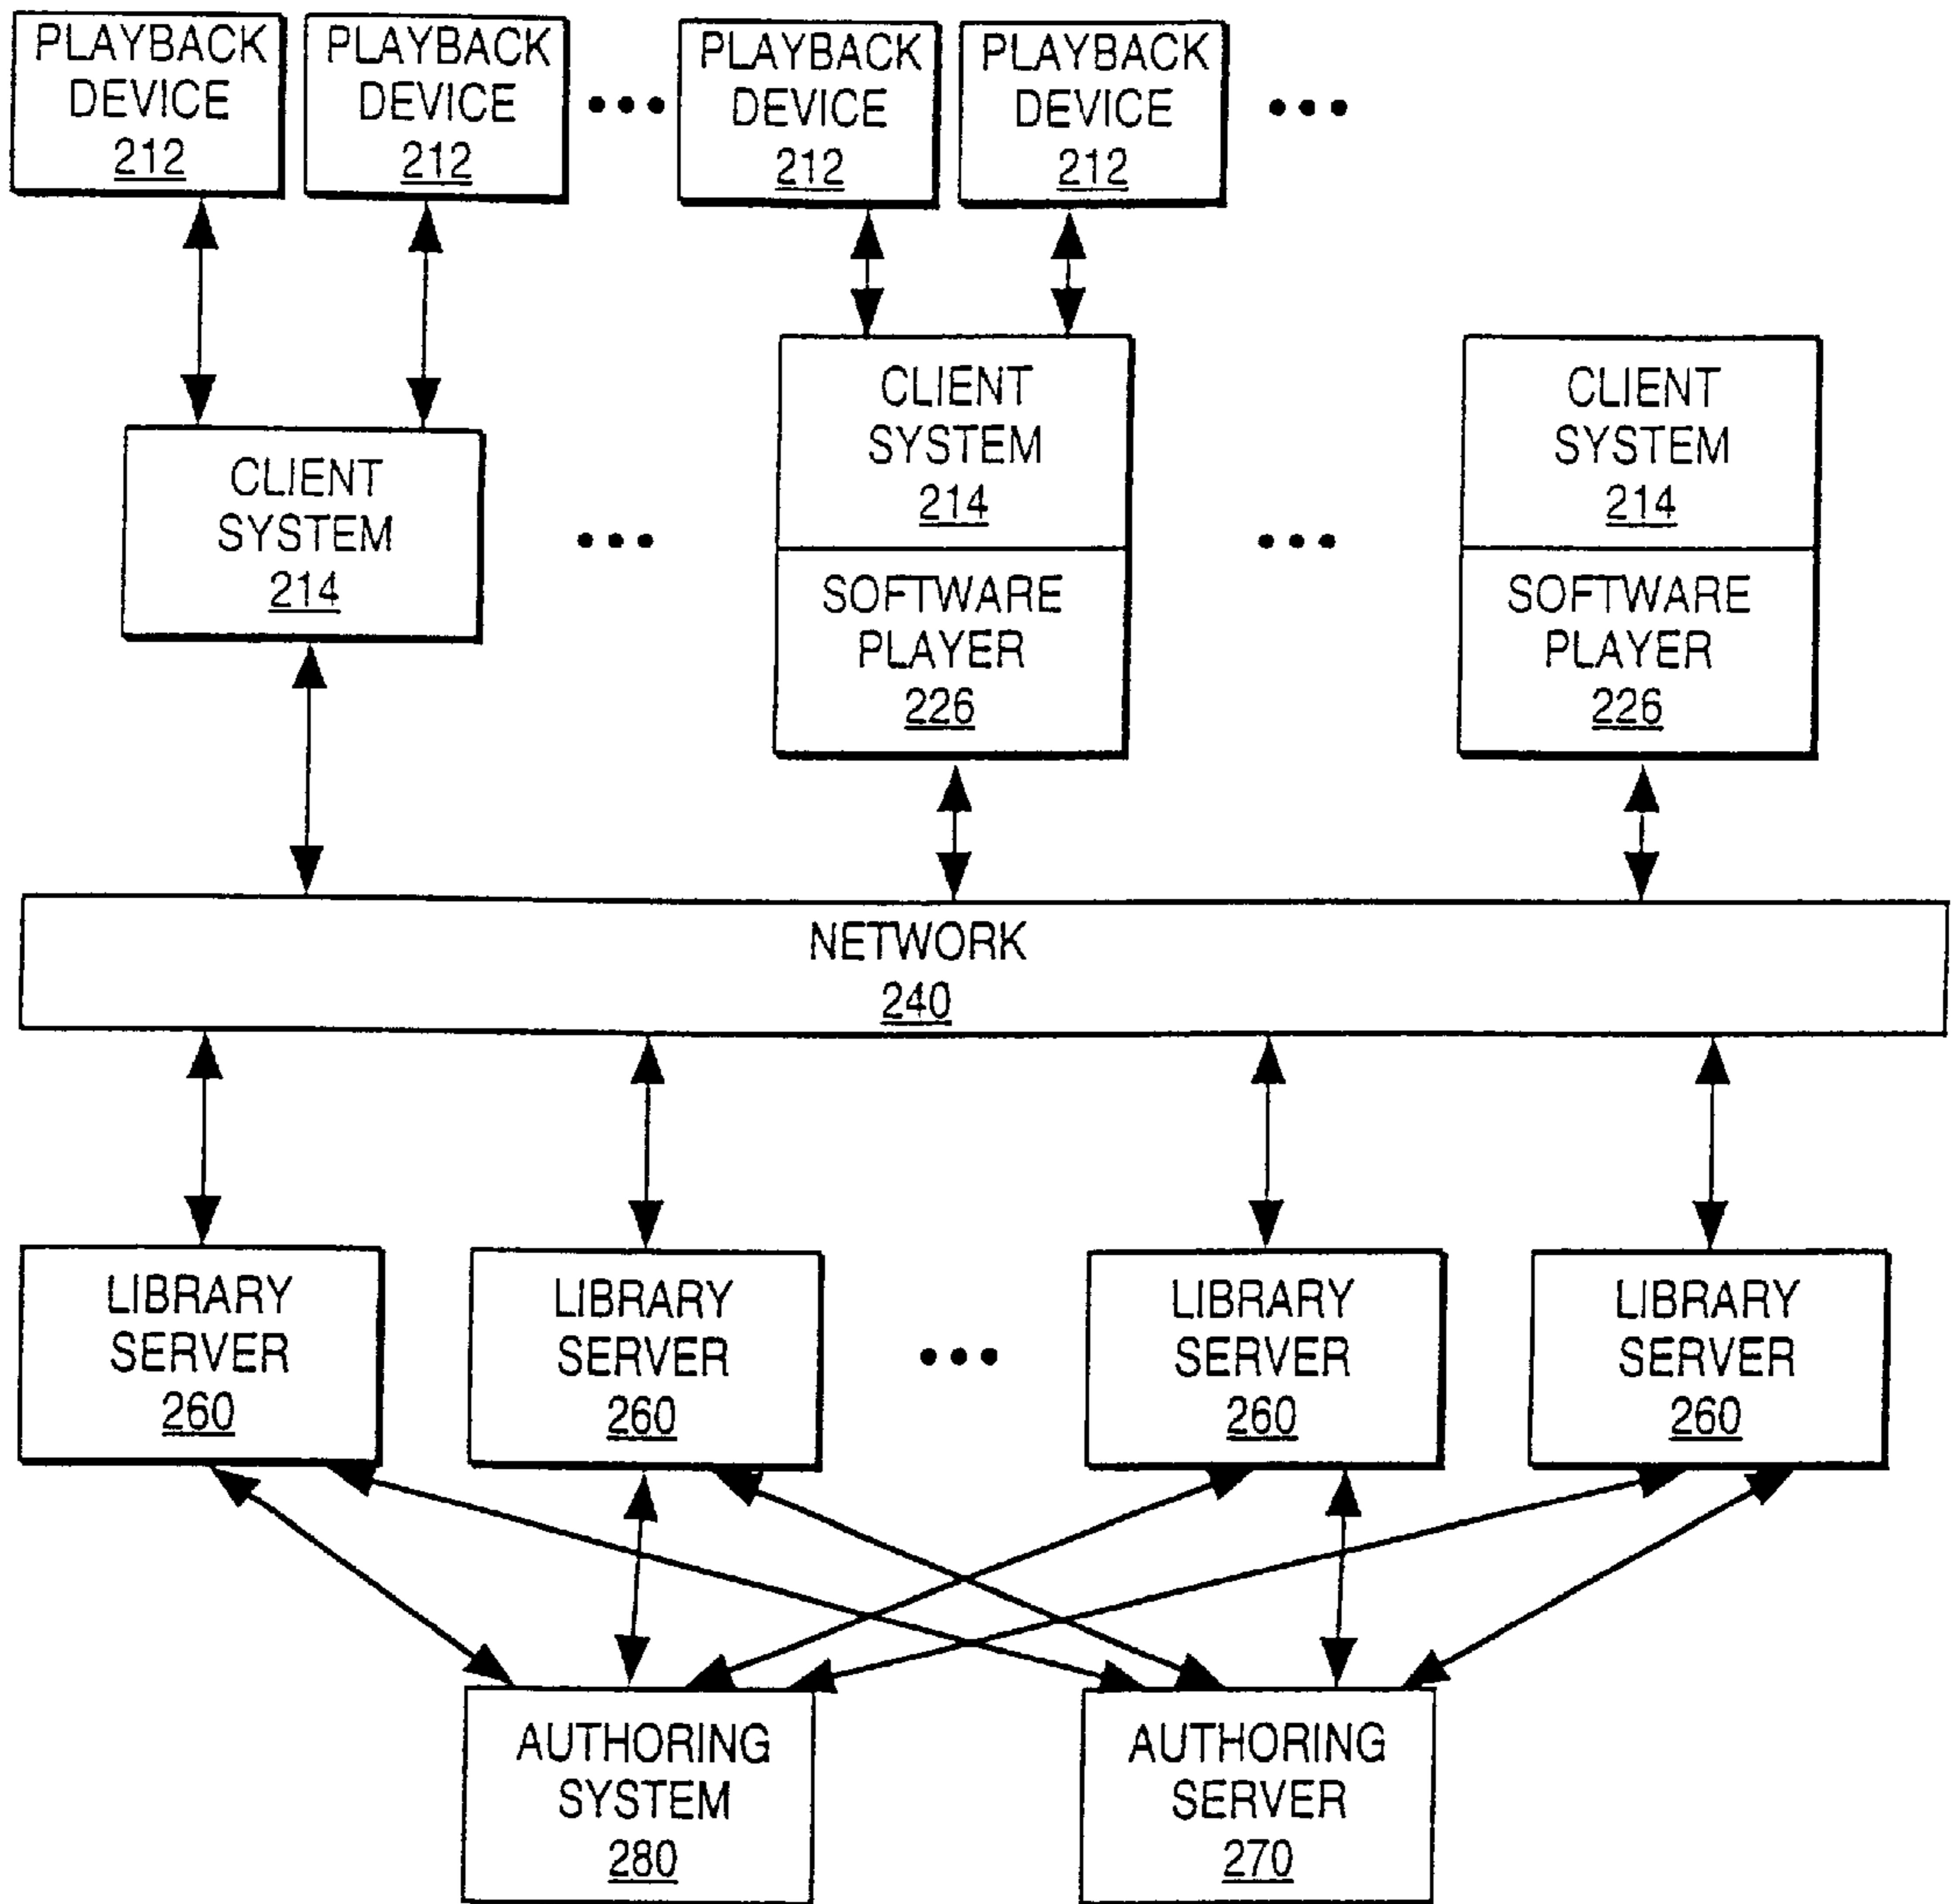 PLAYBACK
DEVICE
212
PLAYBACK
DEVICE
212
PLAYBACK
DEVICE
212
PLAYBACK
DEVICE
212
CLIENT
SYSTEM
214
CLIENT
SYSTEM
214
SOFTWARE
PLAYER
226
CLIENT
SYSTEM
214
SOFTWARE
PLAYER
226
NETWORK
240
LIBRARY
SERVER
260
LIBRARY
SERVER
260
LIBRARY
SERVER
260
LIBRARY
SERVER
260
AUTHORING
SYSTEM
280
AUTHORING
SERVER
270